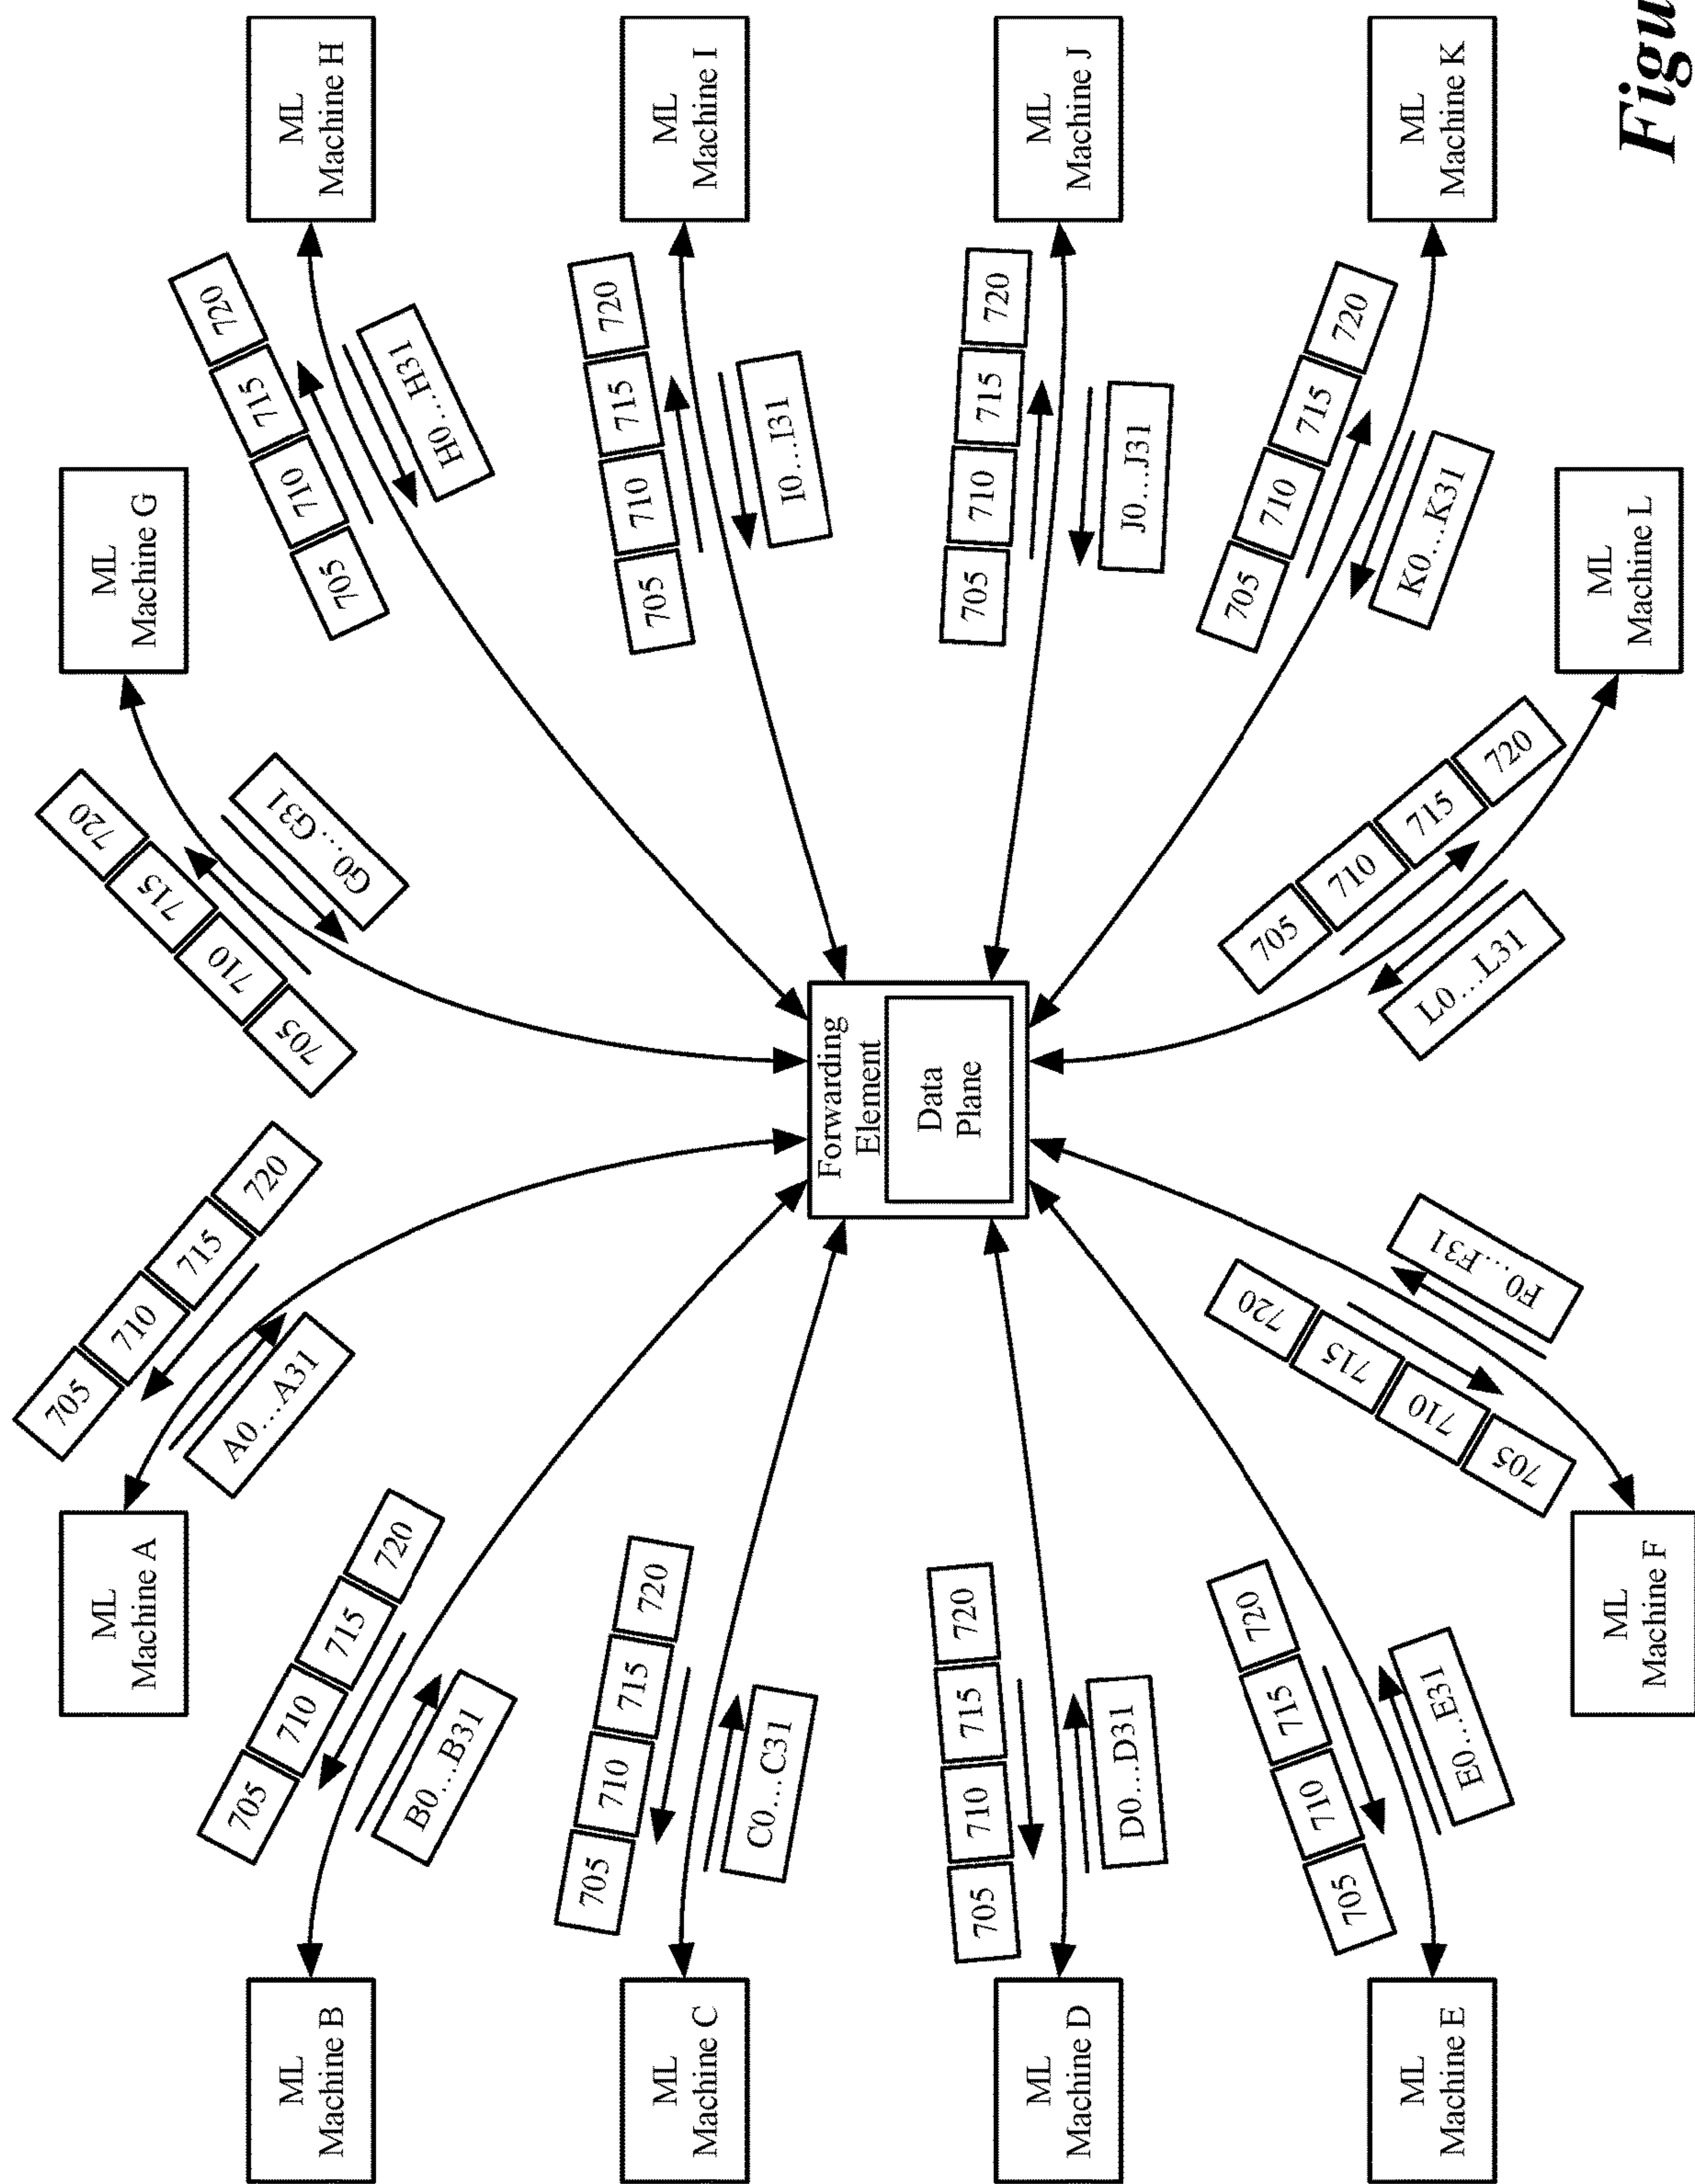 ML
Machine A
705
710
715
720
A0...A31
ML
Machine G
705
710
715
720
G0...G31
ML
Machine B
705
710
715
720
B0...B31
ML
Machine H
705
710
715
720
H0...H31
ML
Machine C
705
710
715
720
C0...C31
ML
Machine I
705
710
715
720
I0...I31
Forwarding
Element
Data
Plane
ML
Machine D
705
710
715
720
D0...D31
ML
Machine J
705
710
715
720
J0...J31
ML
Machine E
705
710
715
720
E0...E31
ML
Machine K
705
710
715
720
K0...K31
ML
Machine F
705
710
715
720
F0...F31
ML
Machine L
705
710
715
720
L0...L31
Figu